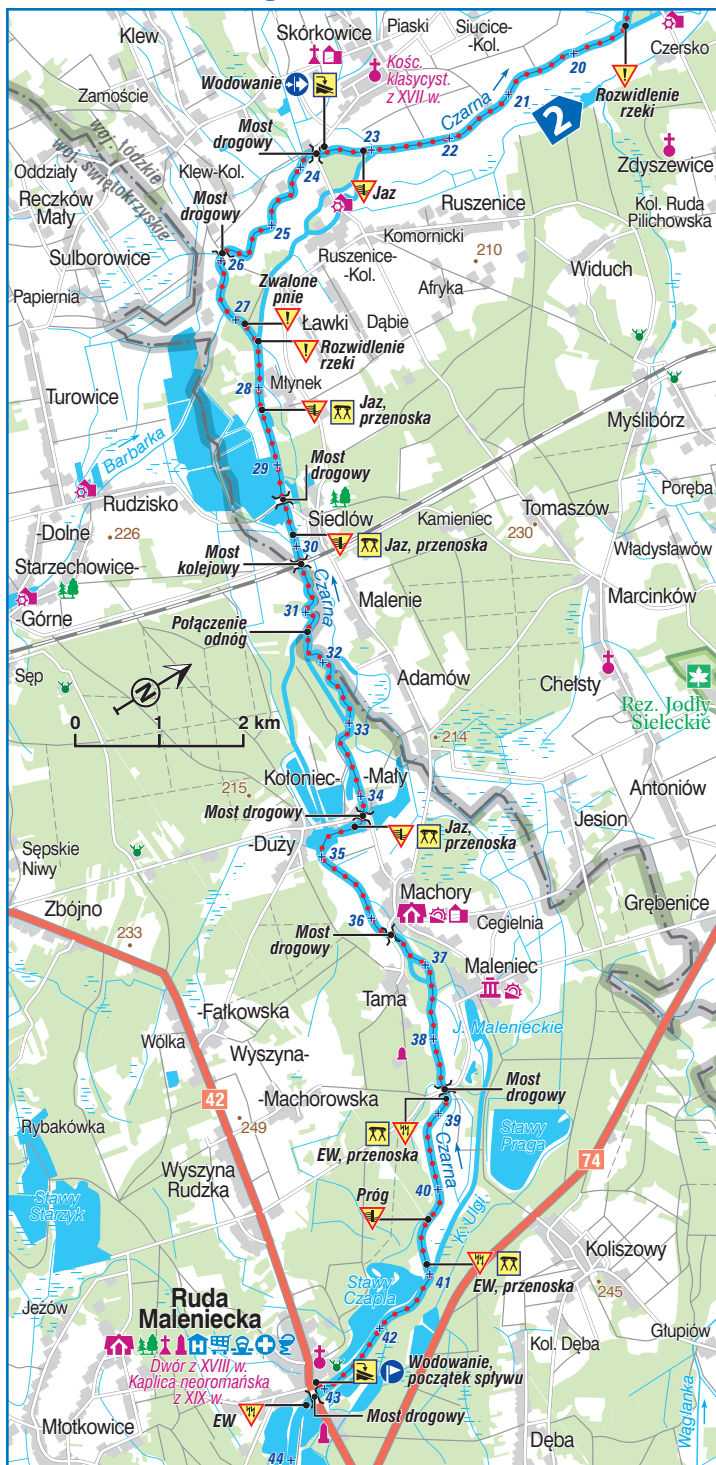 Klew
Skórkowice
Piaski
Siucice-
-Kol.
Czersko
Kośc.
klasycyst.
z XVII w.
Wodowanie
Zamoście
Czarna
20
21
22
23
24
25
26
27
28
29
30
31
32
33
34
35
36
37
38
39
40
41
42
43
44
2
Rozwidlenie
rzeki
Most
drogowy
woj. łódzkie
woj. świętokrzyskie
Oddziały
Klew-Kol.
Reczków
Mały
Jaz
Zdyszewice
Most
drogowy
Ruszenice
Kol. Ruda
Pilichowska
Komornicki
Sulborowice
Ruszenice-
-Kol.
210
Afryka
Widuch
Papiernia
Zwalone
pnie
Ławki
Dąbie
Rozwidlenie
rzeki
Turowice
Młynek
Jaz,
przenoska
Myślibórz
Barbarka
Most
drogowy
Rudzisko
Siedlów
Kamieniec
Tomaszów
230
Poręba
-Dolne
226
Starzechowice-
-Górne
Most
kolejowy
Jaz, przenoska
Władysławów
Czarna
Malenie
Marcinków
Połączenie
odnóg
Sęp
N
Adamów
Chełsty
Rez. Jodły
Sieleckie
0
1
2 km
214
215
Kołoniec-
-Mały
Antoniów
Most drogowy
Jesion
-Duży
Jaz,
przenoska
Sępskie
Niwy
Machory
Zbójno
Cegielnia
Grębenice
233
Most
drogowy
Maleniec
Tama
-Fałkowska
Wólka
Wyszyna-
-Machorowska
J. Malenieckie
Most
drogowy
42
249
Rybakówka
EW, przenoska
Czarna
Stawy
Praga
74
Wyszyna
Rudzka
Stawy
Starzyk
Próg
K. Ulgi
Koliszowy
EW, przenoska
245
Stawy
Czapla
Jeżów
Ruda
Maleniecka
Kol. Dęba
Głupiów
Dwór z XVIII w.
Kaplica neoromańska
z XIX w.
Wodowanie,
początek spływu
Most drogowy
EW
Młotkowice
Dęba
Wąglanka